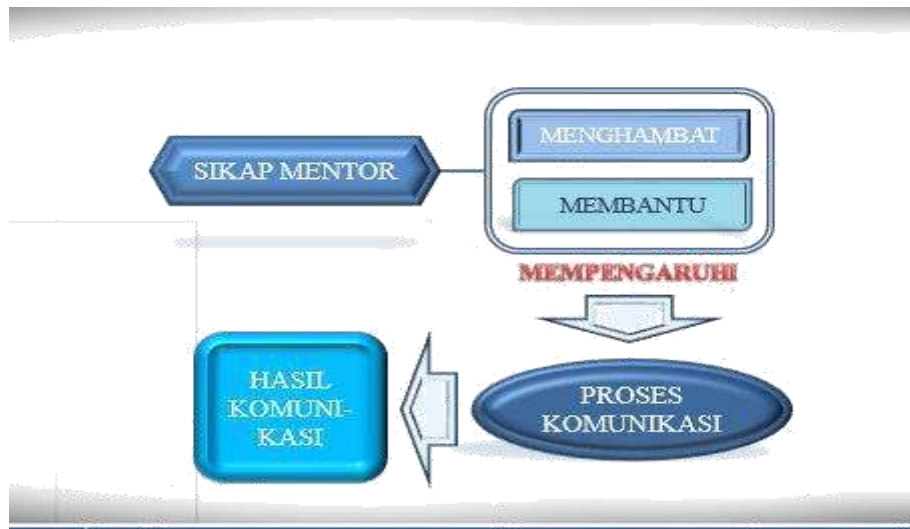 SIKAP MENTOR
MENGHAMBAT
MEMBANTU
MEMPENGARUHI
PROSES
KOMUNIKASI
HASIL
KOMUNI-
KASI